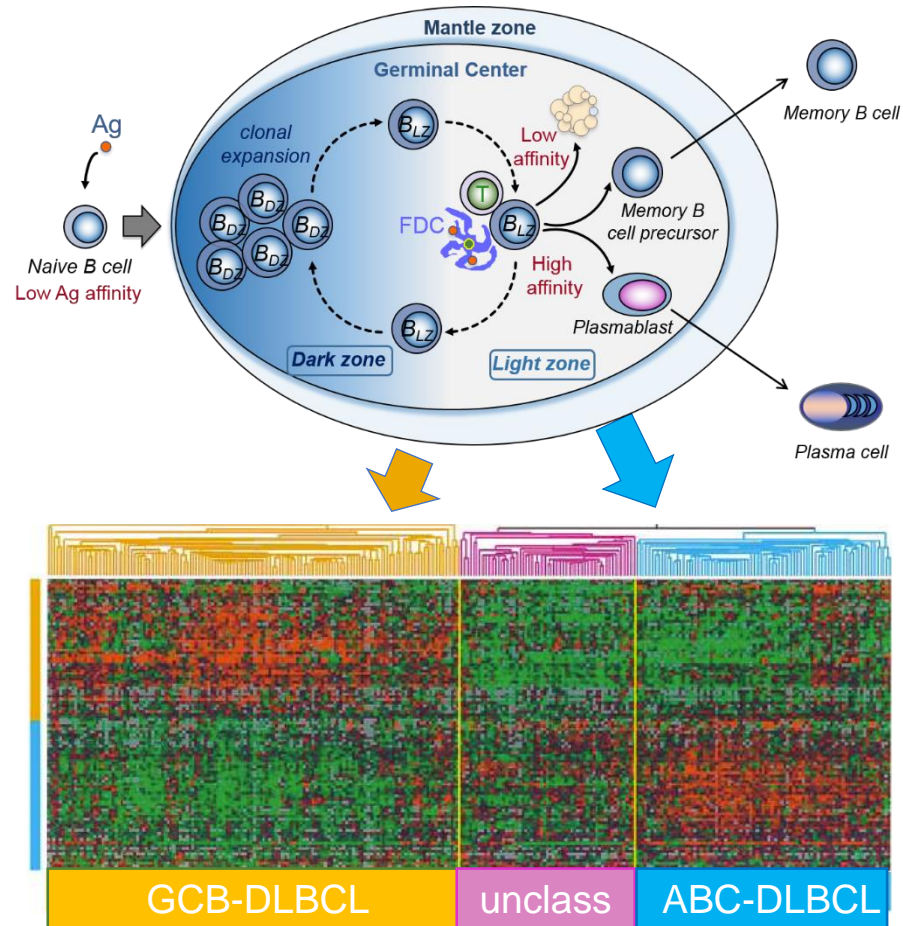 Mantle zone
Germinal Center
Ag
clonal
expansion
B_DZ
B_DZ
B_DZ
B_DZ
B_DZ
B_DZ
Naive B cell
Low Ag affinity
B_LZ
Low
affinity
T
FDC
B_LZ
High
affinity
B_LZ
Memory B
cell precursor
Plasmablast
Dark zone
Light zone
Memory B cell
Plasma cell
GCB-DLBCL
unclass
ABC-DLBCL